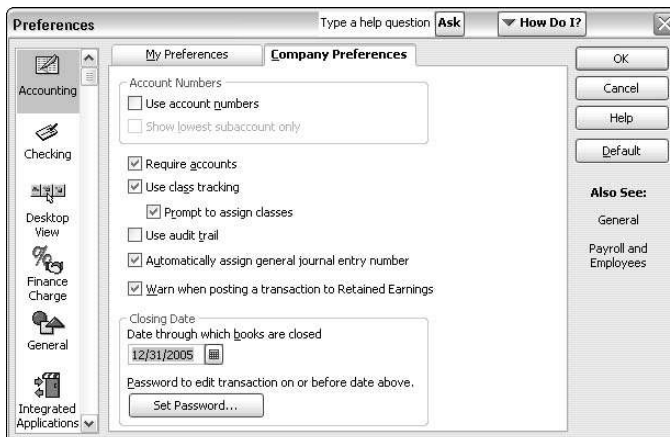 Preferences
Type a help question Ask
How Do I?
Accounting
Checking
Desktop
View
Finance
Charge
General
Integrated
Applications
My Preferences
Company Preferences
Account Numbers
Use account numbers
Show lowest subaccount only
Require accounts
Use class tracking
Prompt to assign classes
Use audit trail
Automatically assign general journal entry number
Warn when posting a transaction to Retained Earnings
Closing Date
Date through which books are closed
12/31/2005
Password to edit transaction on or before date above.
Set Password...
OK
Cancel
Help
Default
Also See:
General
Payroll and
Employees